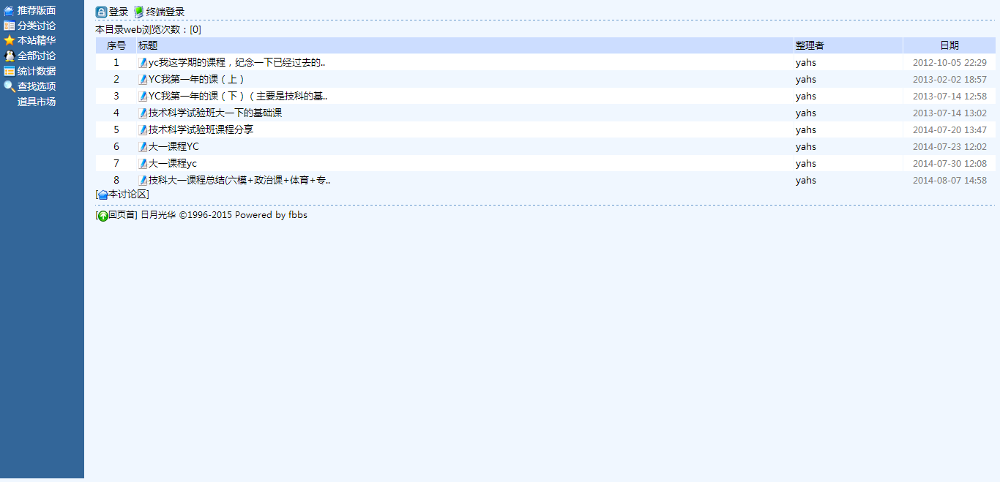 推荐版面
分类讨论
本站精华
全部讨论
统计数据
查找选项
道具市场
登录 终端登录
本目录web浏览次数：[0]
序号 标题 整理者 日期
1 yc我这学期的课程，纪念一下已经过去的.. yahs 2012-10-05 22:29
2 YC我第一年的课（上） yahs 2013-02-02 18:57
3 YC我第一年的课（下）（主要是技科的基.. yahs 2013-07-14 12:58
4 技术科学试验班大一下的基础课 yahs 2013-07-14 13:02
5 技术科学试验班课程分享 yahs 2014-07-20 13:47
6 大一课程YC yahs 2014-07-23 12:02
7 大一课程yc yahs 2014-07-30 12:08
8 技科大一课程总结(六模+政治课+体育+专.. yahs 2014-08-07 14:58
[本讨论区]
[回页首] 日月光华 ©1996-2015 Powered by fbbs